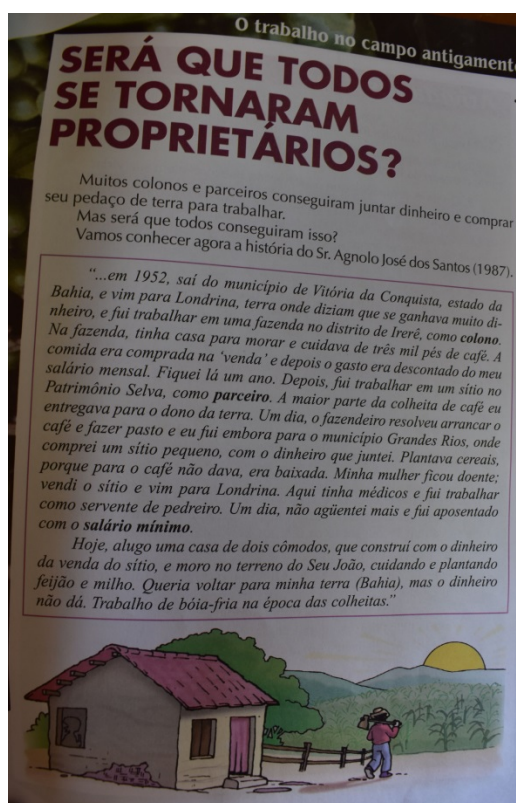 O trabalho no campo antigamente
SERÁ QUE TODOS
SE TORNARAM
PROPRIETÁRIOS?
Muitos colonos e parceiros conseguiram juntar dinheiro e comprar
seu pedaço de terra para trabalhar.
Mas será que todos conseguiram isso?
Vamos conhecer agora a história do Sr. Agnolo José dos Santos (1987).
"...em 1952, saí do município de Vitória da Conquista, estado da
Bahia, e vim para Londrina, terra onde diziam que se ganhava muito di-
nheiro, e fui trabalhar em uma fazenda no distrito de Irerê, como colono.
Na fazenda, tinha casa para morar e cuidava de três mil pés de café. A
comida era comprada na 'venda' e depois o gasto era descontado do meu
salário mensal. Fiquei lá um ano. Depois, fui trabalhar em um sítio no
Patrimônio Selva, como parceiro. A maior parte da colheita de café eu
entregava para o dono da terra. Um dia, o fazendeiro resolveu arrancar o
café e fazer pasto e eu fui embora para o município Grandes Rios, onde
comprei um sítio pequeno, com o dinheiro que juntei. Plantava cereais,
porque para o café não dava, era baixada. Minha mulher ficou doente;
vendi o sítio e vim para Londrina. Aqui tinha médicos e fui trabalhar
como servente de pedreiro. Um dia, não agüentei mais e fui aposentado
com o salário mínimo.
Hoje, alugo uma casa de dois cômodos, que construí com o dinheiro
da venda do sítio, e moro no terreno do Seu João, cuidando e plantando
feijão e milho. Queria voltar para minha terra (Bahia), mas o dinheiro
não dá. Trabalho de bóia-fria na época das colheitas."